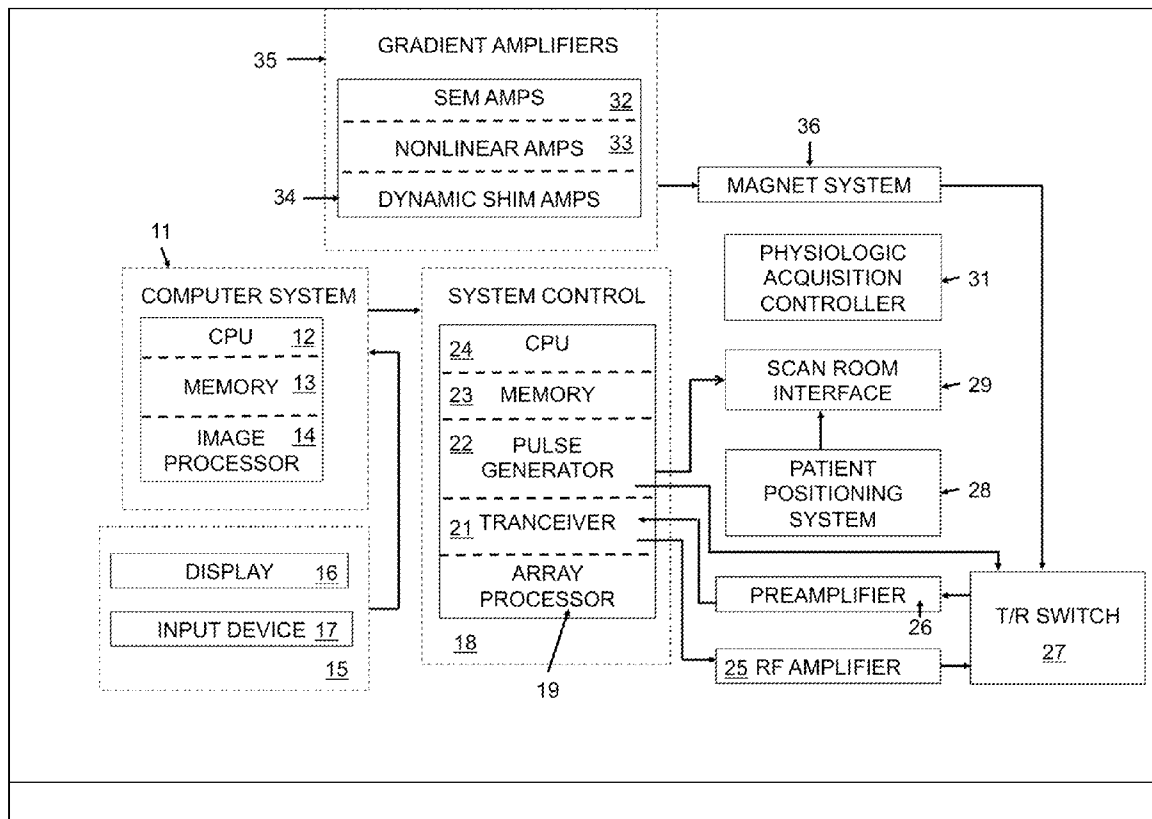 GRADIENT AMPLIFIERS
35
SEM AMPS 32
NONLINEAR AMPS 33
34
DYNAMIC SHIM AMPS
36
MAGNET SYSTEM
11
COMPUTER SYSTEM
CPU 12
MEMORY 13
IMAGE 14
PROCESSOR
SYSTEM CONTROL
24 CPU
23 MEMORY
22 PULSE
GENERATOR
21 TRANCEIVER
ARRAY
PROCESSOR
18
19
PHYSIOLOGIC
ACQUISITION
CONTROLLER
31
SCAN ROOM
INTERFACE
29
PATIENT
POSITIONING
SYSTEM
28
DISPLAY 16
INPUT DEVICE 17
15
PREAMPLIFIER
26
25 RF AMPLIFIER
T/R SWITCH
27